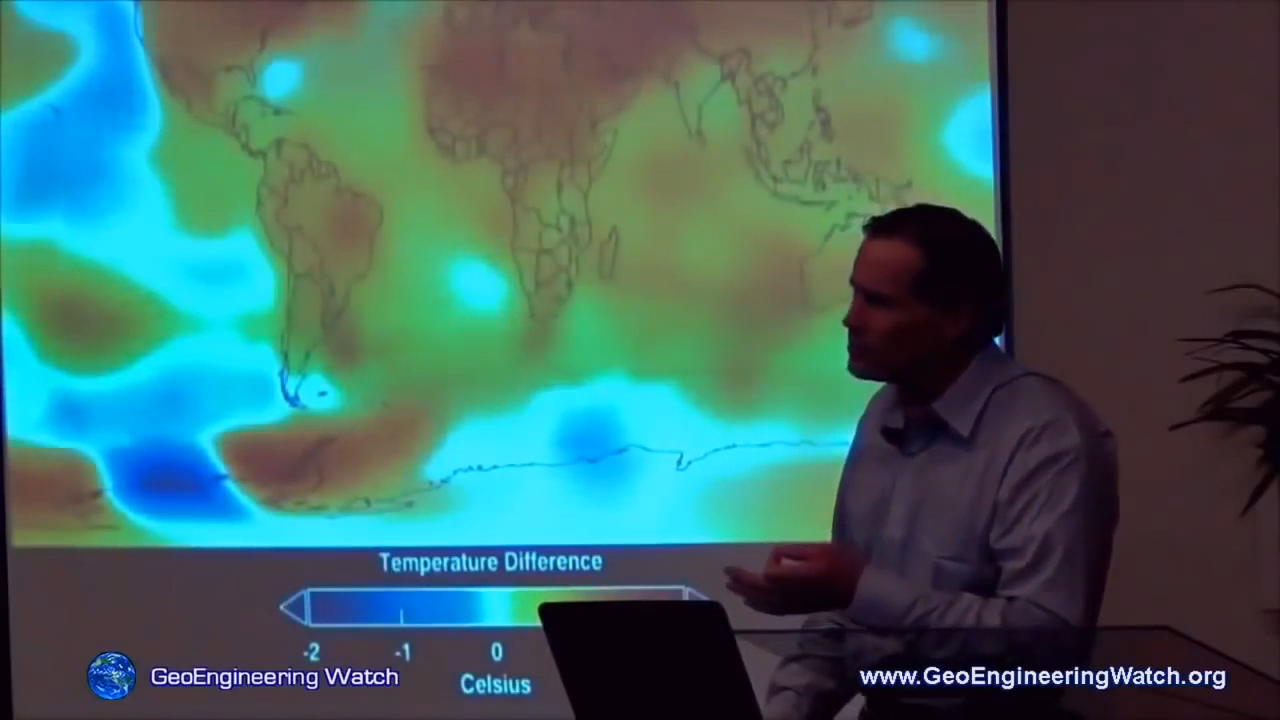 Temperature Difference
-2 -1 0
Celsius
GeoEngineering Watch
www.GeoEngineeringWatch.org